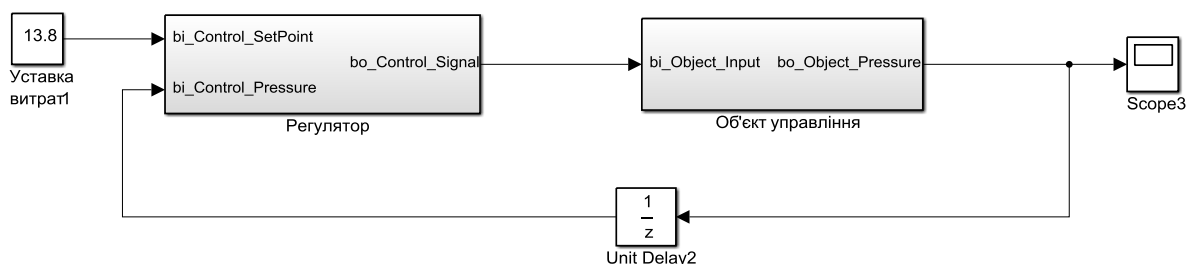 13.8
Уставка
витрат1
bi_Control_SetPoint
bo_Control_Signal
bi_Control_Pressure
Регулятор
bi_Object_Input
bo_Object_Pressure
Об'єкт управління
Scope3
1
z
Unit Delay2